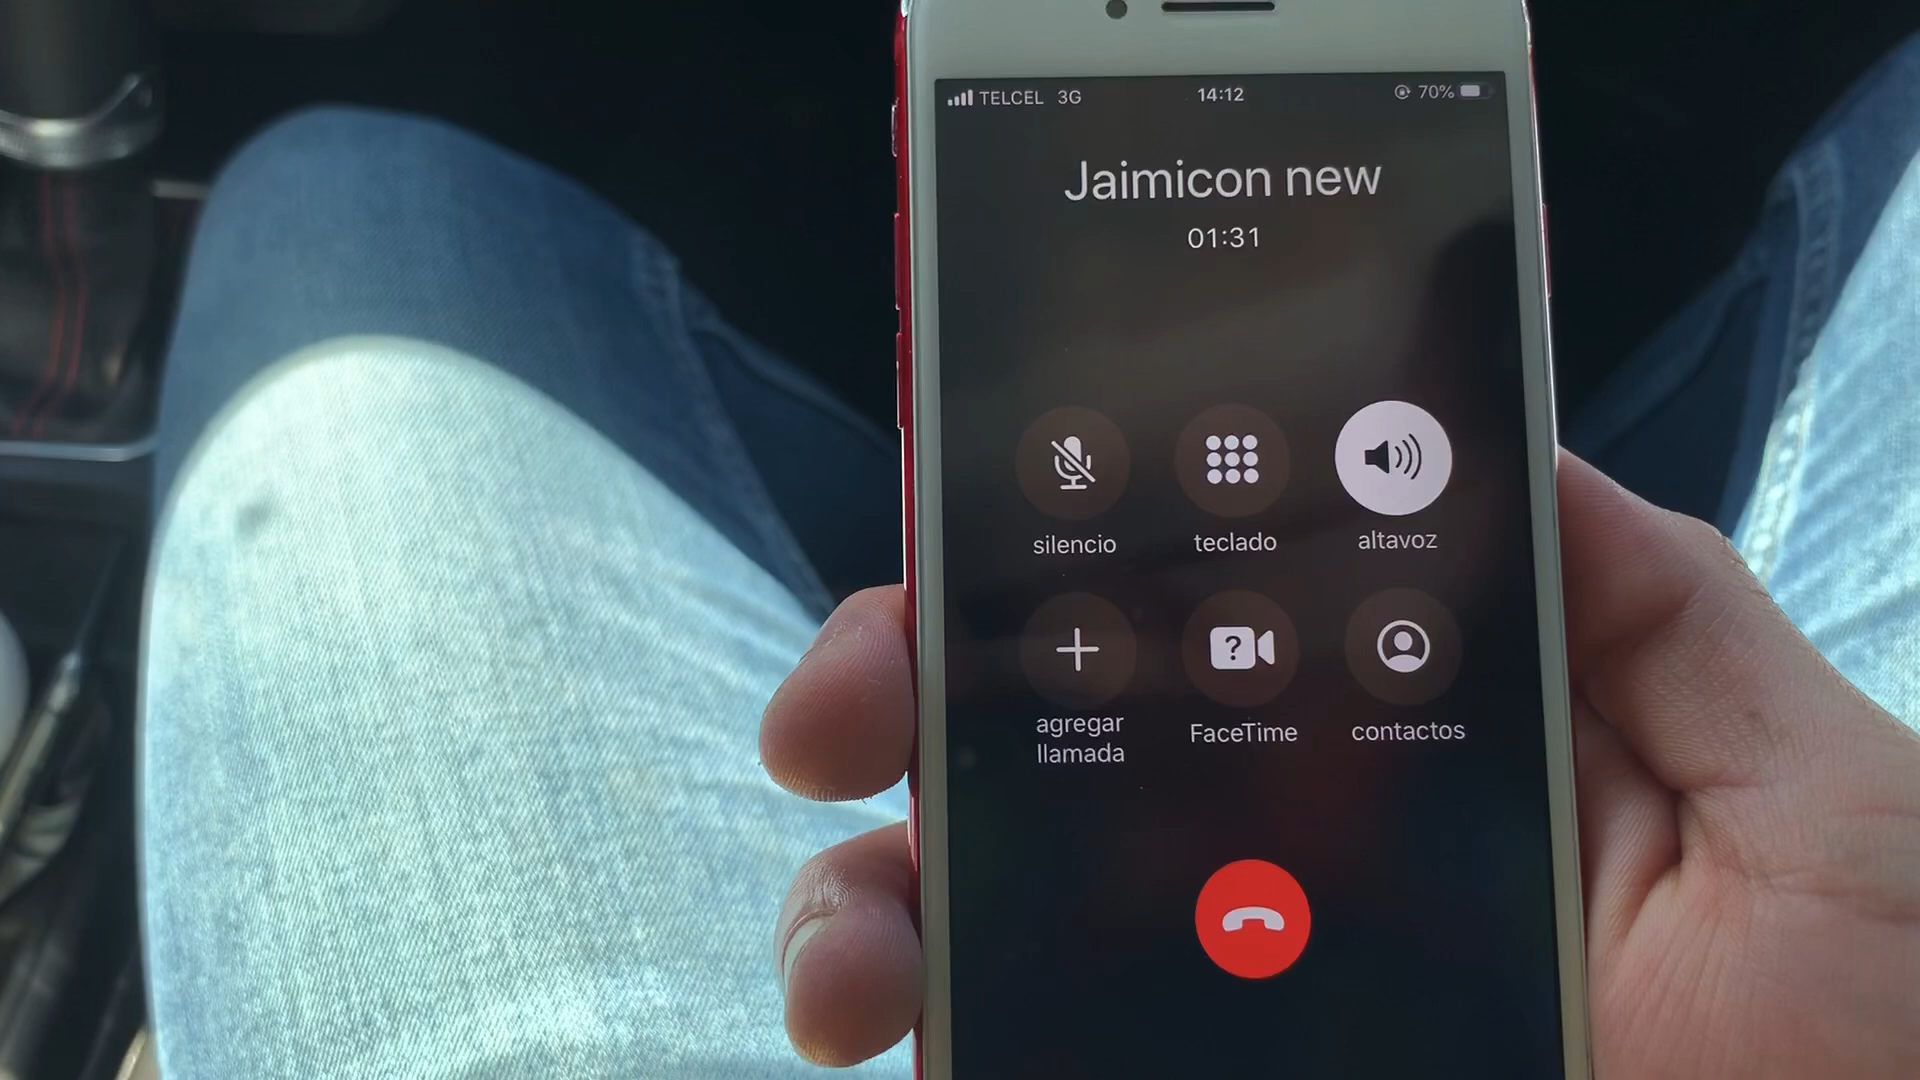 TELCEL 3G 14:12 70%
Jaimicon new
01:31
silencio teclado altavoz
agregar llamada FaceTime contactos